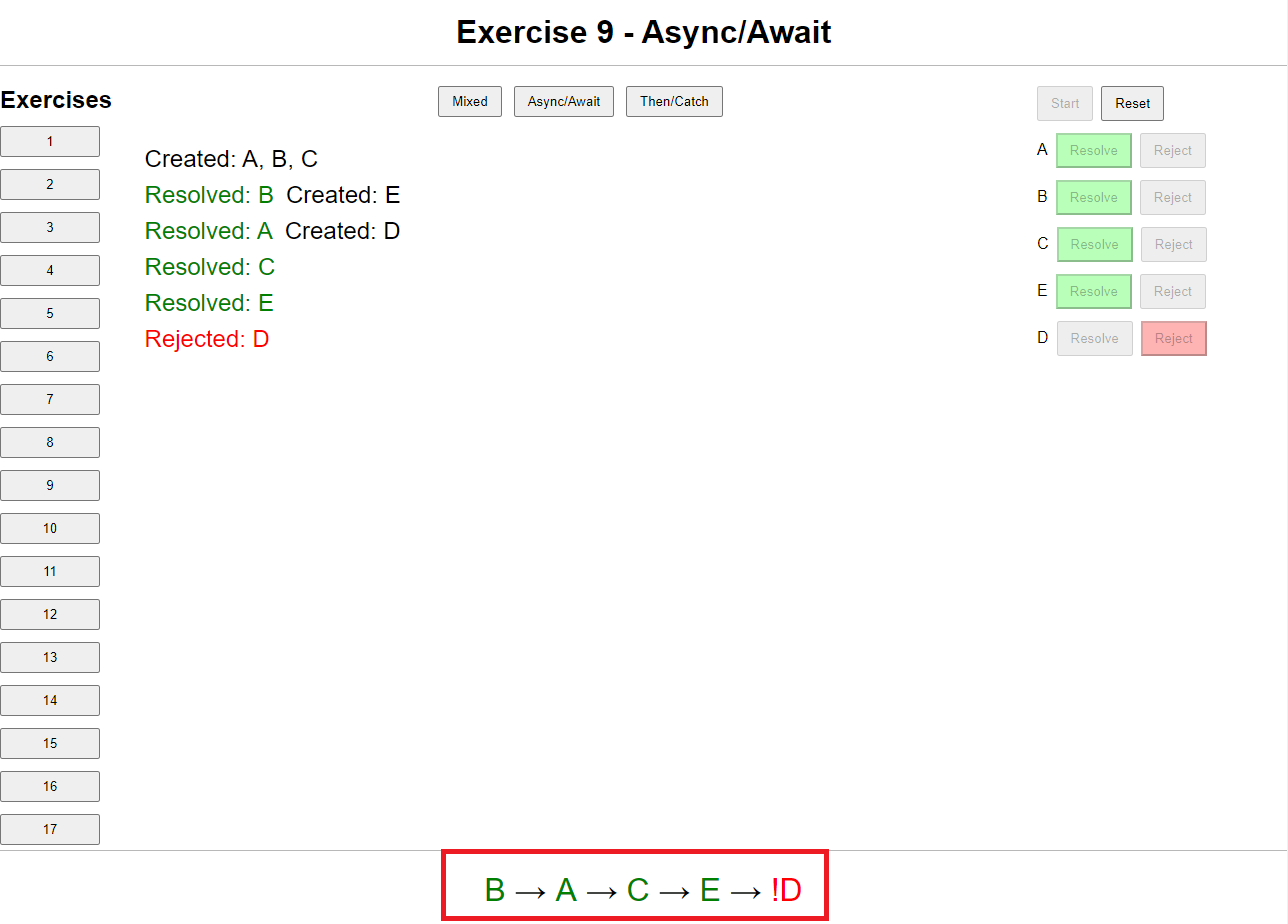 Exercise 9 - Async/Await
Exercises
Mixed Async/Await Then/Catch
Start Reset
1
2
3
4
5
6
7
8
9
10
11
12
13
14
15
16
17
Created: A, B, C
Resolved: B Created: E
Resolved: A Created: D
Resolved: C
Resolved: E
Rejected: D
A Resolve Reject
B Resolve Reject
C Resolve Reject
E Resolve Reject
D Resolve Reject
B → A → C → E → !D